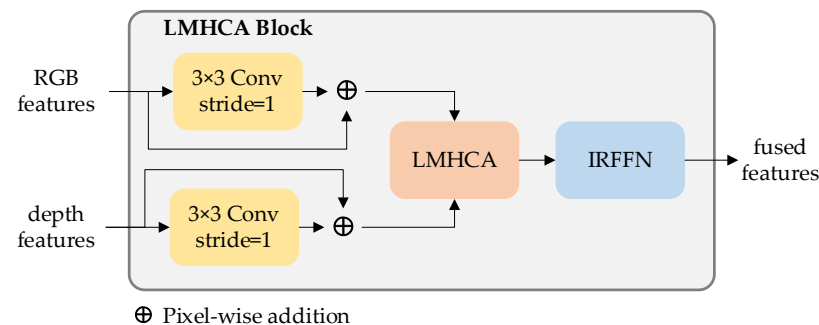 LMHCA Block
RGB
features
3×3 Conv
stride=1
LMHCA
IRFFN
fused
features
depth
features
3×3 Conv
stride=1
⊕ Pixel-wise addition